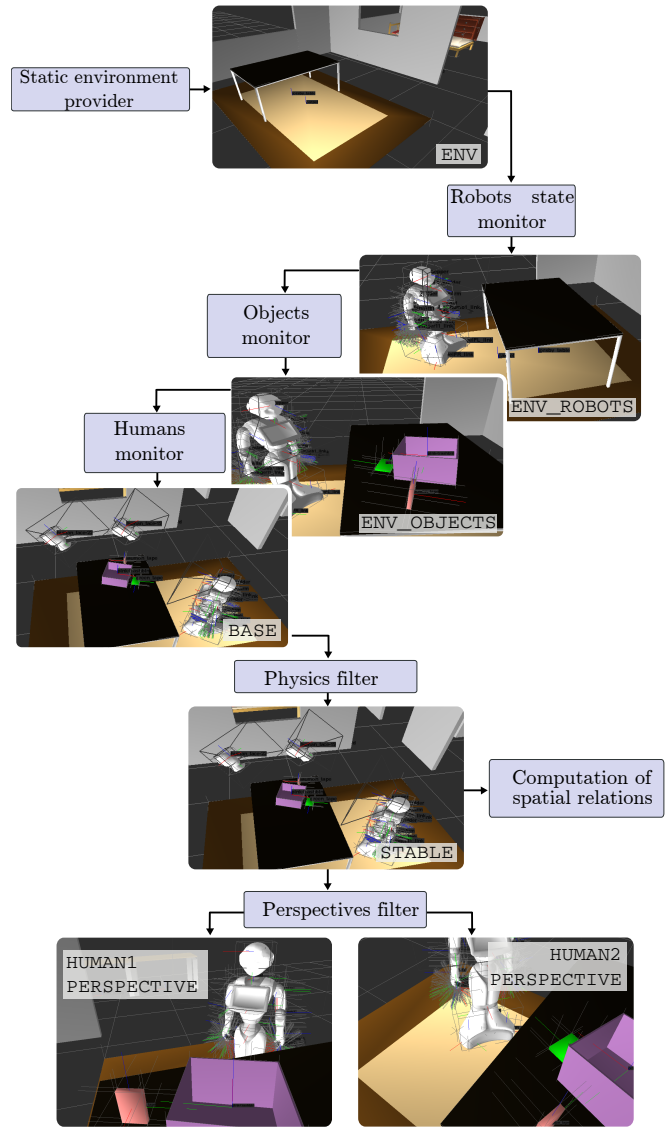 Static environment
provider
ENV
Robots state
monitor
Objects
monitor
ENV_ROBOTS
Humans
monitor
ENV_OBJECTS
BASE
Physics filter
Computation of
spatial relations
STABLE
Perspectives filter
HUMAN1
PERSPECTIVE
HUMAN2
PERSPECTIVE